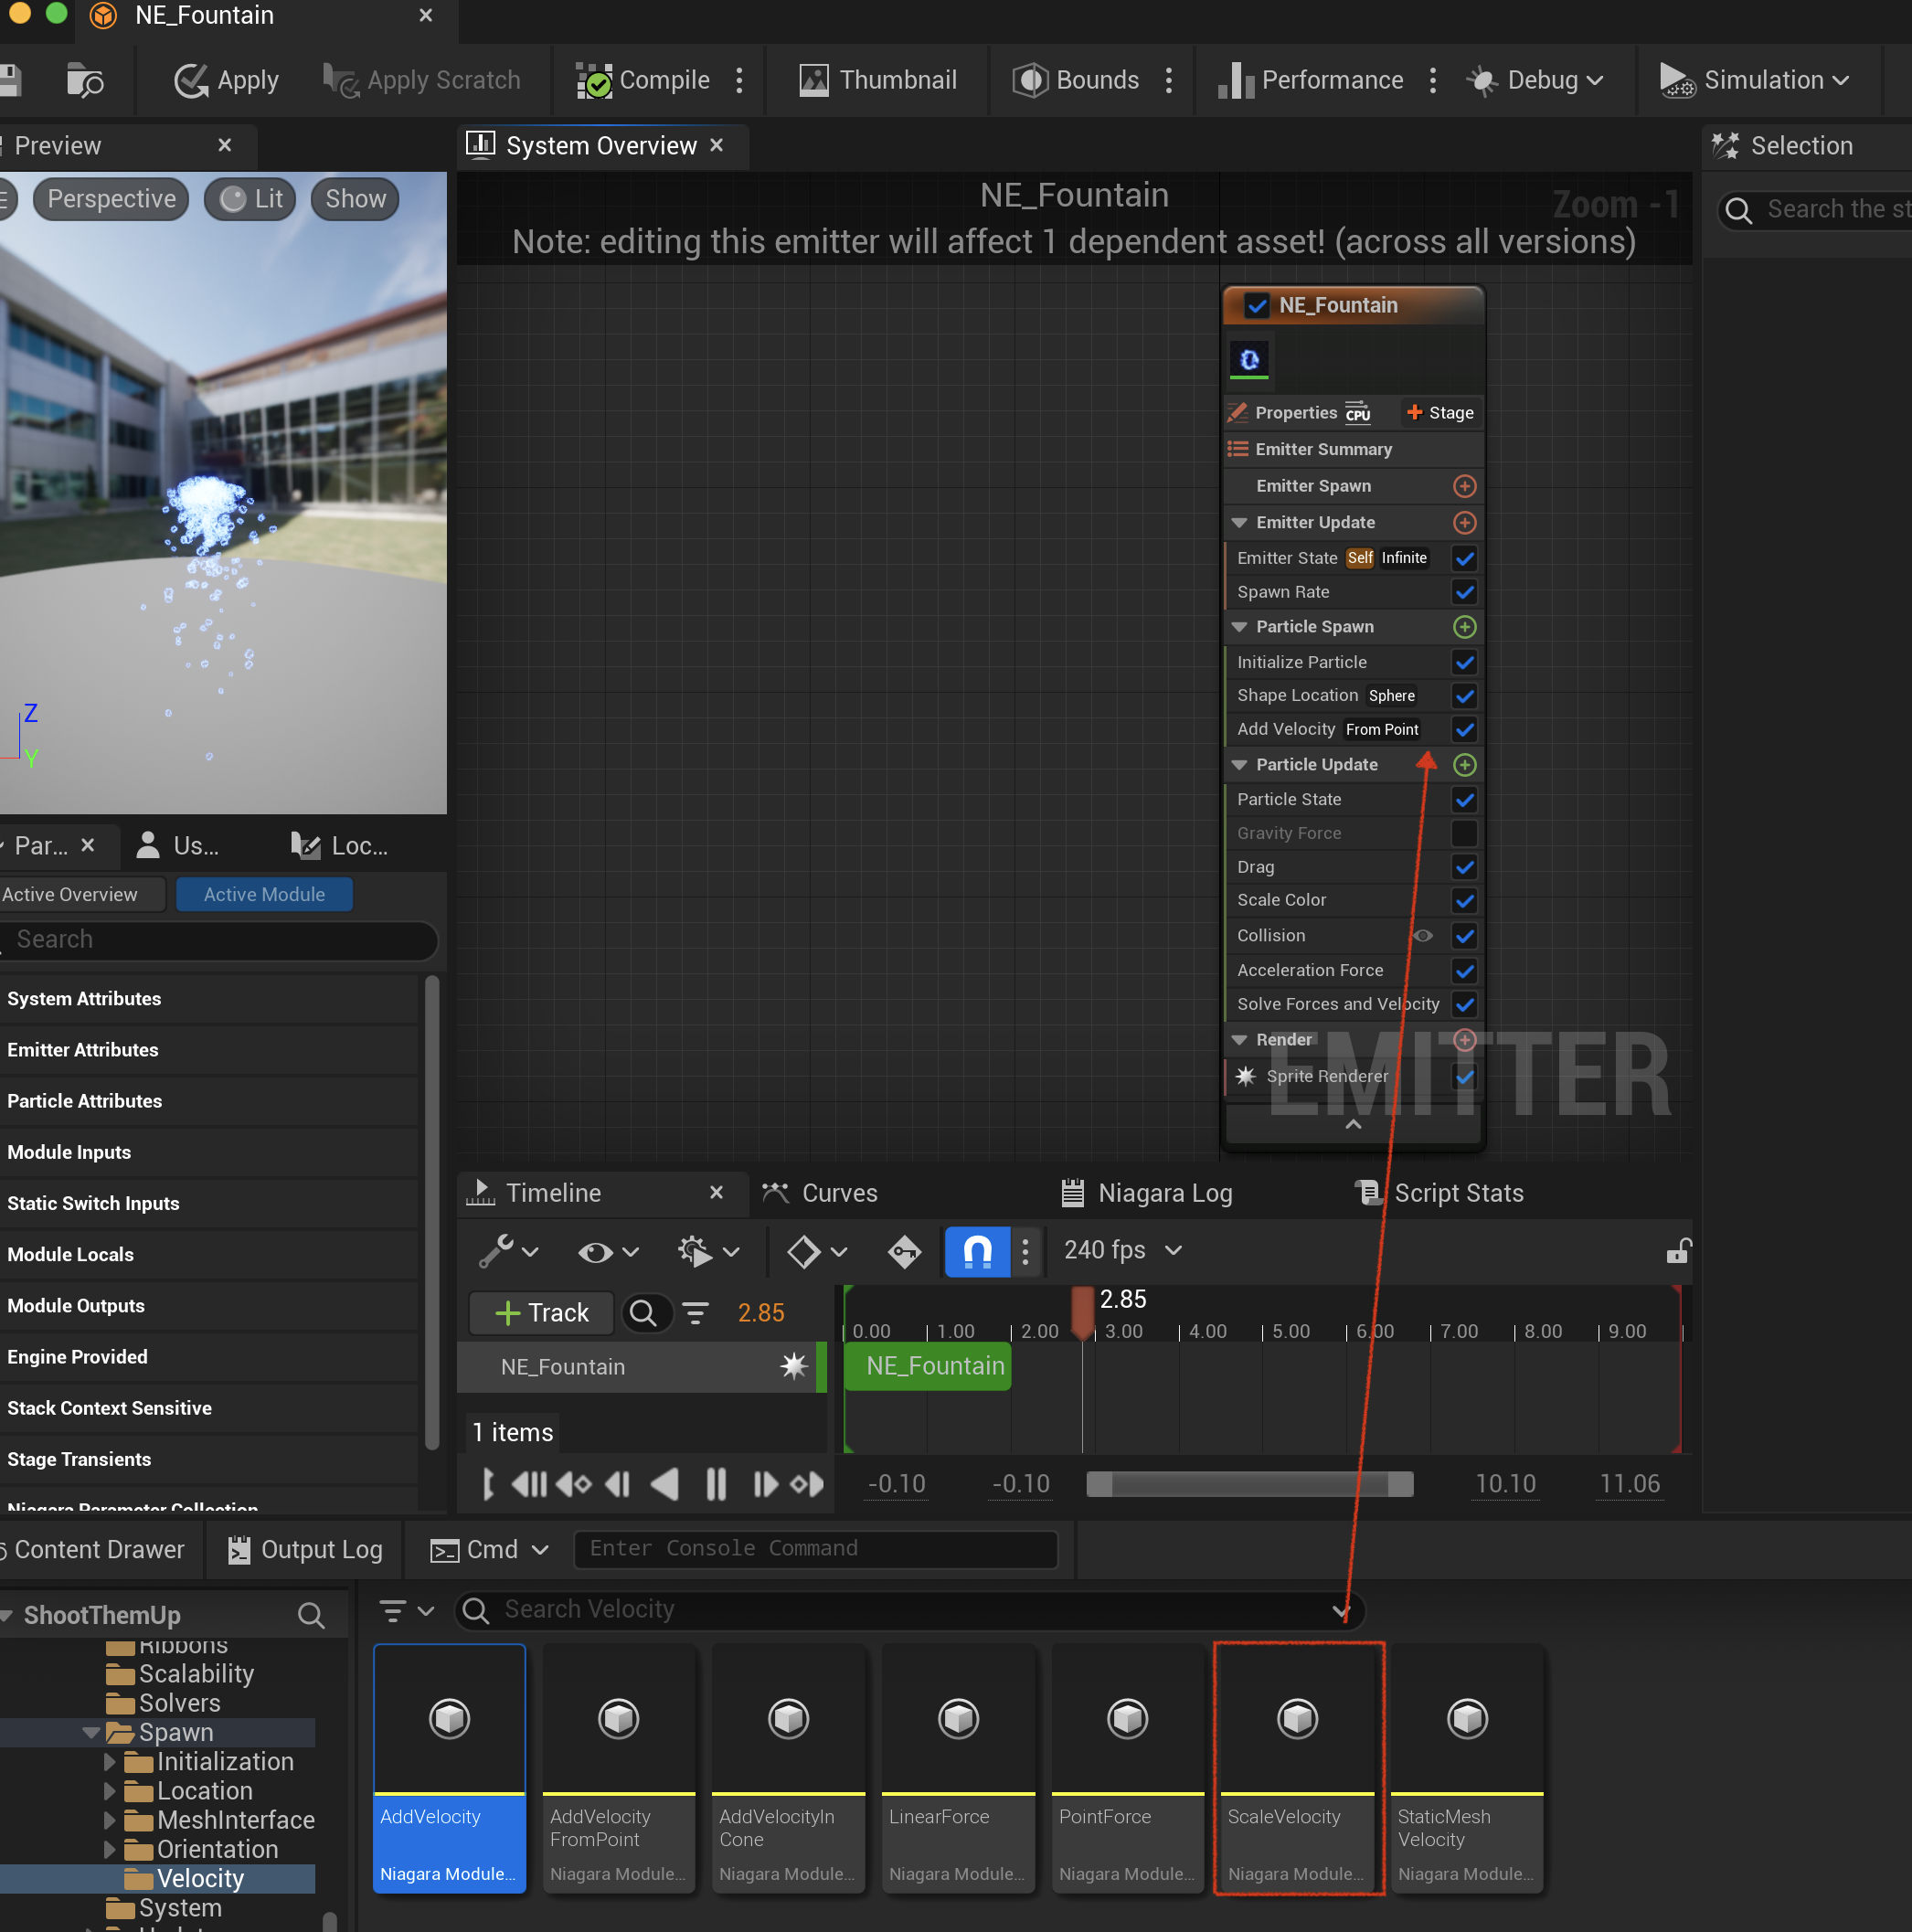 NE_Fountain
Apply
Apply Scratch
Compile
Thumbnail
Bounds
Performance
Debug
Simulation
Preview
System Overview
Selection
Perspective
Lit
Show
NE_Fountain
Zoom -1
Note: editing this emitter will affect 1 dependent asset! (across all versions)
Search the st
NE_Fountain
Properties CPU
Stage
Emitter Summary
Emitter Spawn
Emitter Update
Emitter State Self Infinite
Spawn Rate
Particle Spawn
Initialize Particle
Shape Location Sphere
Add Velocity From Point
Particle Update
Particle State
Gravity Force
Drag
Scale Color
Collision
Acceleration Force
Solve Forces and Velocity
Render
Sprite Renderer
EMITTER
Z
Y
Par...
Us...
Loc...
Active Overview
Active Module
Search
System Attributes
Emitter Attributes
Particle Attributes
Module Inputs
Static Switch Inputs
Module Locals
Module Outputs
Engine Provided
Stack Context Sensitive
Stage Transients
Niagara Parameter Collection
Timeline
Curves
Niagara Log
Script Stats
240 fps
Track
2.85
2.85
0.00 1.00 2.00 3.00 4.00 5.00 6.00 7.00 8.00 9.00
NE_Fountain
NE_Fountain
1 items
-0.10
-0.10
10.10
11.06
Content Drawer
Output Log
Cmd
Enter Console Command
ShootThemUp
Search Velocity
Ribbons
Scalability
Solvers
Spawn
Initialization
Location
MeshInterface
Orientation
Velocity
System
AddVelocity
Niagara Module...
AddVelocity
FromPoint
Niagara Module...
AddVelocityIn
Cone
Niagara Module...
LinearForce
Niagara Module...
PointForce
Niagara Module...
ScaleVelocity
Niagara Module...
StaticMesh
Velocity
Niagara Module...